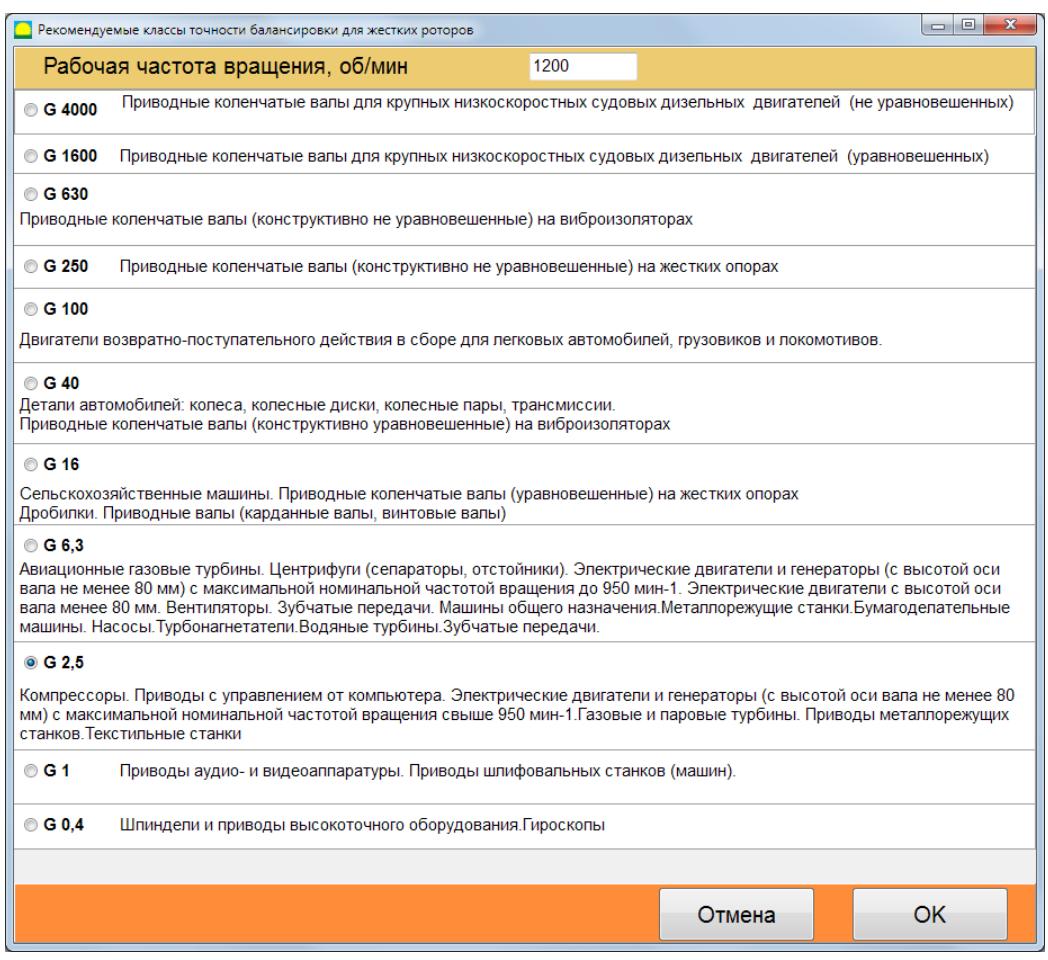 Рекомендуемые классы точности балансировки для жестких роторов
Рабочая частота вращения, об/мин 1200
G 4000 Приводные коленчатые валы для крупных низкоскоростных судовых дизельных двигателей (не уравновешенных)
G 1600 Приводные коленчатые валы для крупных низкоскоростных судовых дизельных двигателей (уравновешенных)
G 630
Приводные коленчатые валы (конструктивно не уравновешенные) на виброизоляторах
G 250 Приводные коленчатые валы (конструктивно не уравновешенные) на жестких опорах
G 100
Двигатели возвратно-поступательного действия в сборе для легковых автомобилей, грузовиков и локомотивов.
G 40
Детали автомобилей: колеса, колесные диски, колесные пары, трансмиссии.
Приводные коленчатые валы (конструктивно уравновешенные) на виброизоляторах
G 16
Сельскохозяйственные машины. Приводные коленчатые валы (уравновешенные) на жестких опорах
Дробилки. Приводные валы (карданные валы, винтовые валы)
G 6,3
Авиационные газовые турбины. Центрифуги (сепараторы, отстойники). Электрические двигатели и генераторы (с высотой оси
вала не менее 80 мм) с максимальной номинальной частотой вращения до 950 мин-1. Электрические двигатели с высотой оси
вала менее 80 мм. Вентиляторы. Зубчатые передачи. Машины общего назначения.Металлорежущие станки.Бумагоделательные
машины. Насосы.Турбонагнетатели.Водяные турбины.Зубчатые передачи.
G 2,5
Компрессоры. Приводы с управлением от компьютера. Электрические двигатели и генераторы (с высотой оси вала не менее 80
мм) с максимальной номинальной частотой вращения свыше 950 мин-1.Газовые и паровые турбины. Приводы металлорежущих
станков.Текстильные станки
G 1 Приводы аудио- и видеоаппаратуры. Приводы шлифовальных станков (машин).
G 0,4 Шпиндели и приводы высокоточного оборудования.Гироскопы
Отмена OK